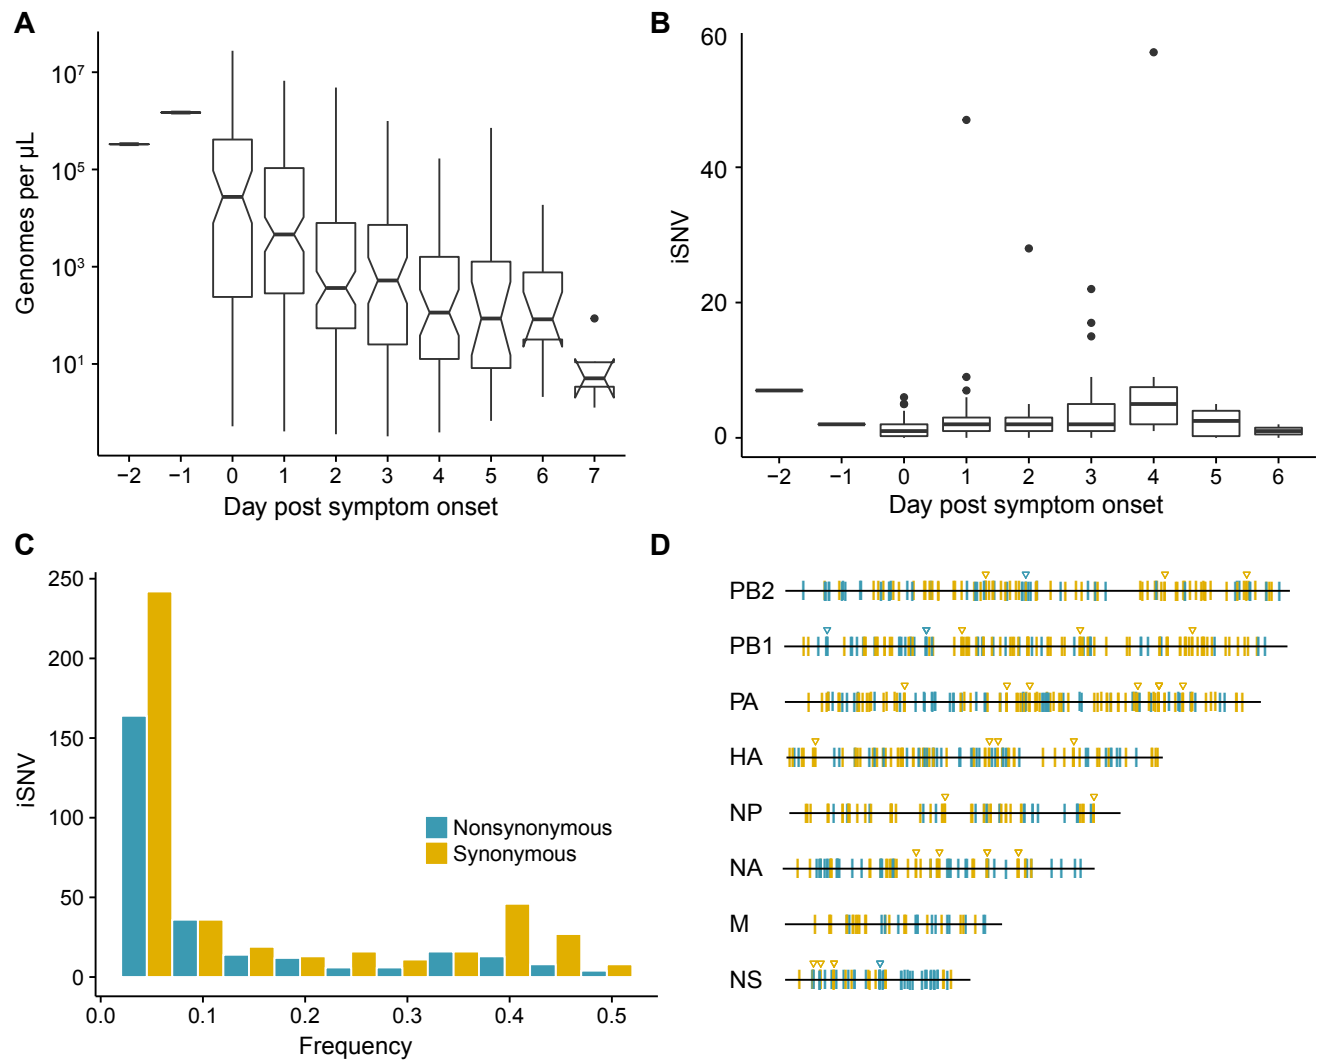 A
Genomes per µL
10⁷
10⁵
10³
10¹
−2 −1 0 1 2 3 4 5 6 7
Day post symptom onset
B
iSNV
60
40
20
0
−2 −1 0 1 2 3 4 5 6
Day post symptom onset
C
iSNV
250
200
150
100
50
0
Nonsynonymous
Synonymous
0.0 0.1 0.2 0.3 0.4 0.5
Frequency
D
PB2
PB1
PA
HA
NP
NA
M
NS